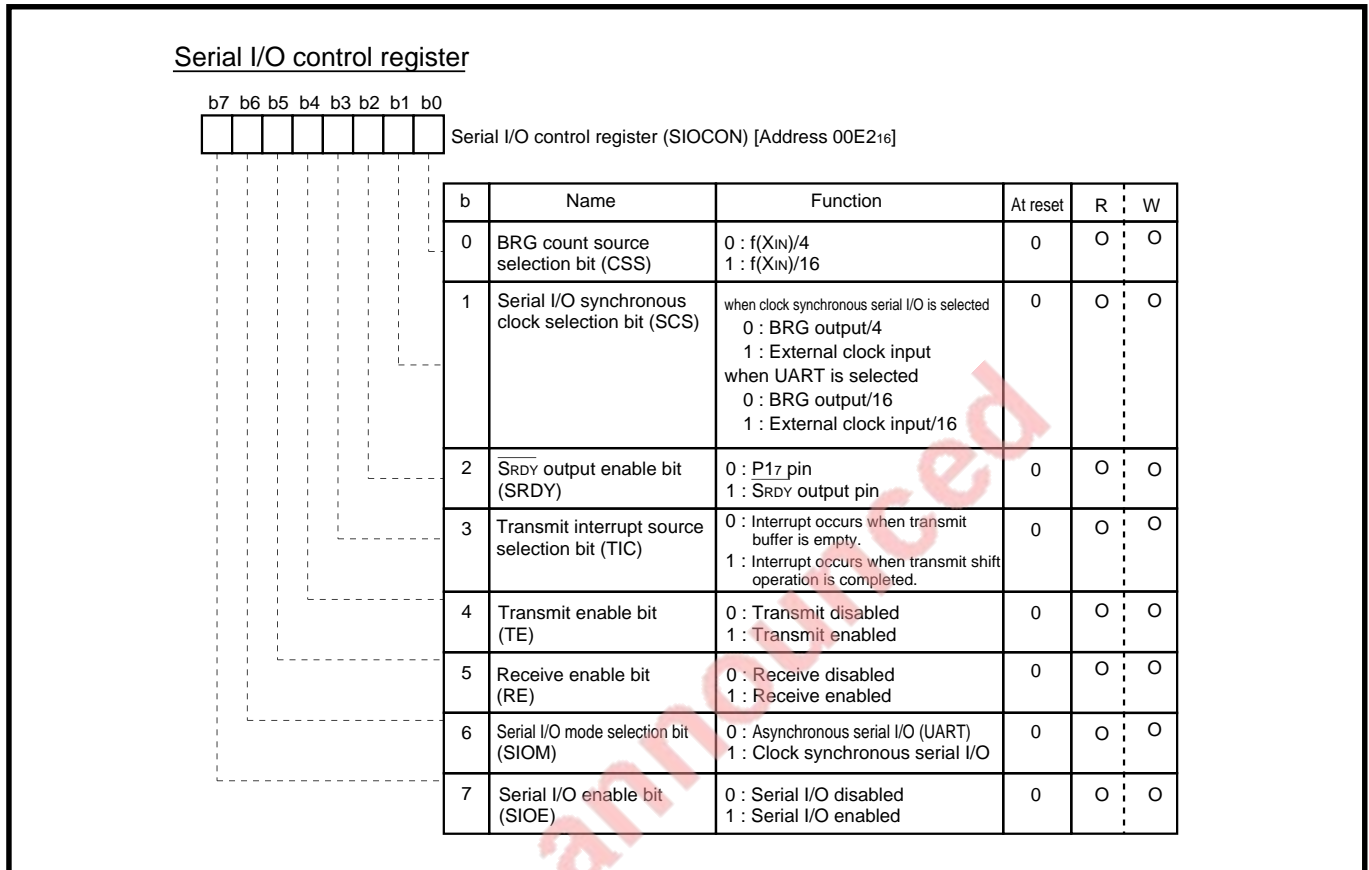 Serial I/O control register
b7 b6 b5 b4 b3 b2 b1 b0
Serial I/O control register (SIOCON) [Address 00E216]
b Name Function At reset R W
0 BRG count source selection bit (CSS) 0 : f(XIN)/4 0 O O
1 : f(XIN)/16
1 Serial I/O synchronous clock selection bit (SCS) when clock synchronous serial I/O is selected 0 O O
0 : BRG output/4
1 : External clock input
when UART is selected
0 : BRG output/16
1 : External clock input/16
2 SRDY output enable bit (SRDY) 0 : P17 pin 0 O O
1 : SRDY output pin
3 Transmit interrupt source selection bit (TIC) 0 : Interrupt occurs when transmit 0 O O
buffer is empty.
1 : Interrupt occurs when transmit shift
operation is completed.
4 Transmit enable bit (TE) 0 : Transmit disabled 0 O O
1 : Transmit enabled
5 Receive enable bit (RE) 0 : Receive disabled 0 O O
1 : Receive enabled
6 Serial I/O mode selection bit (SIOM) 0 : Asynchronous serial I/O (UART) 0 O O
1 : Clock synchronous serial I/O
7 Serial I/O enable bit (SIOE) 0 : Serial I/O disabled 0 O O
1 : Serial I/O enabled
announced